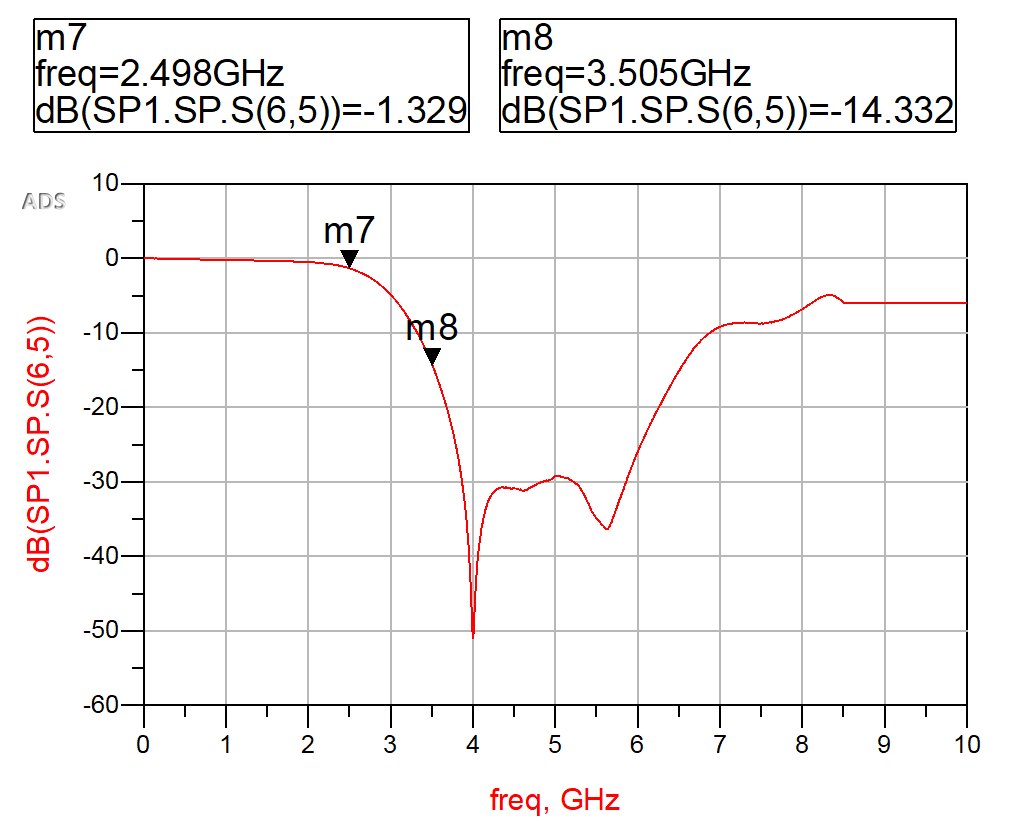 m7
freq=2.498GHz
dB(SP1.SP.S(6,5))=-1.329
m8
freq=3.505GHz
dB(SP1.SP.S(6,5))=-14.332
ADS
10
0
-10
-20
-30
-40
-50
-60
dB(SP1.SP.S(6,5))
m7
m8
0 1 2 3 4 5 6 7 8 9 10
freq, GHz